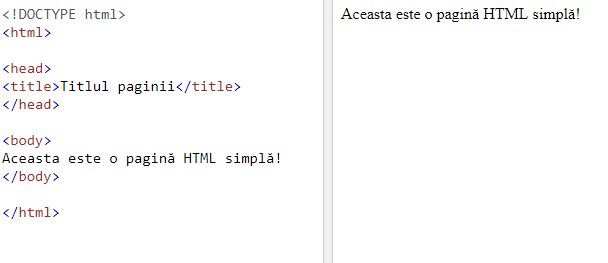 <!DOCTYPE html>
<html>
<head>
<title>Titlul paginii</title>
</head>
<body>
Aceasta este o pagină HTML simplă!
</body>
</html>
Aceasta este o pagină HTML simplă!